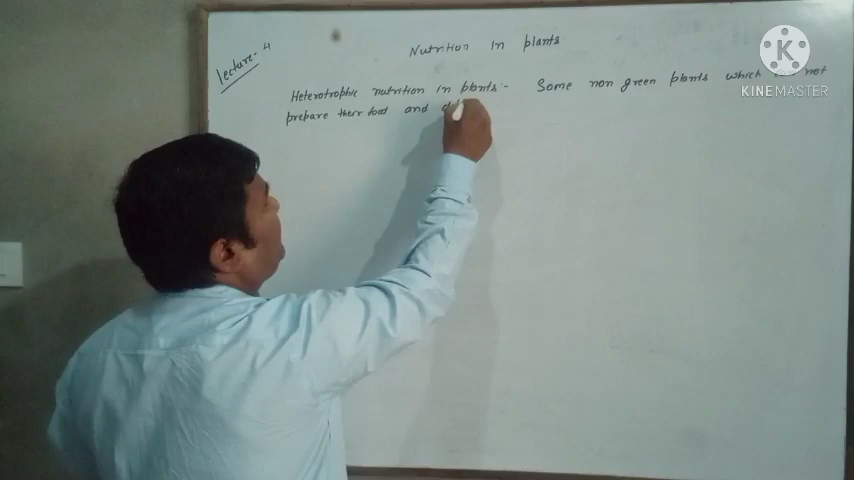 Lecture - 4
Nutrition in plants
Heterotrophic nutrition in plants :- Some non green plants which not
prepare their food and
KINEMASTER